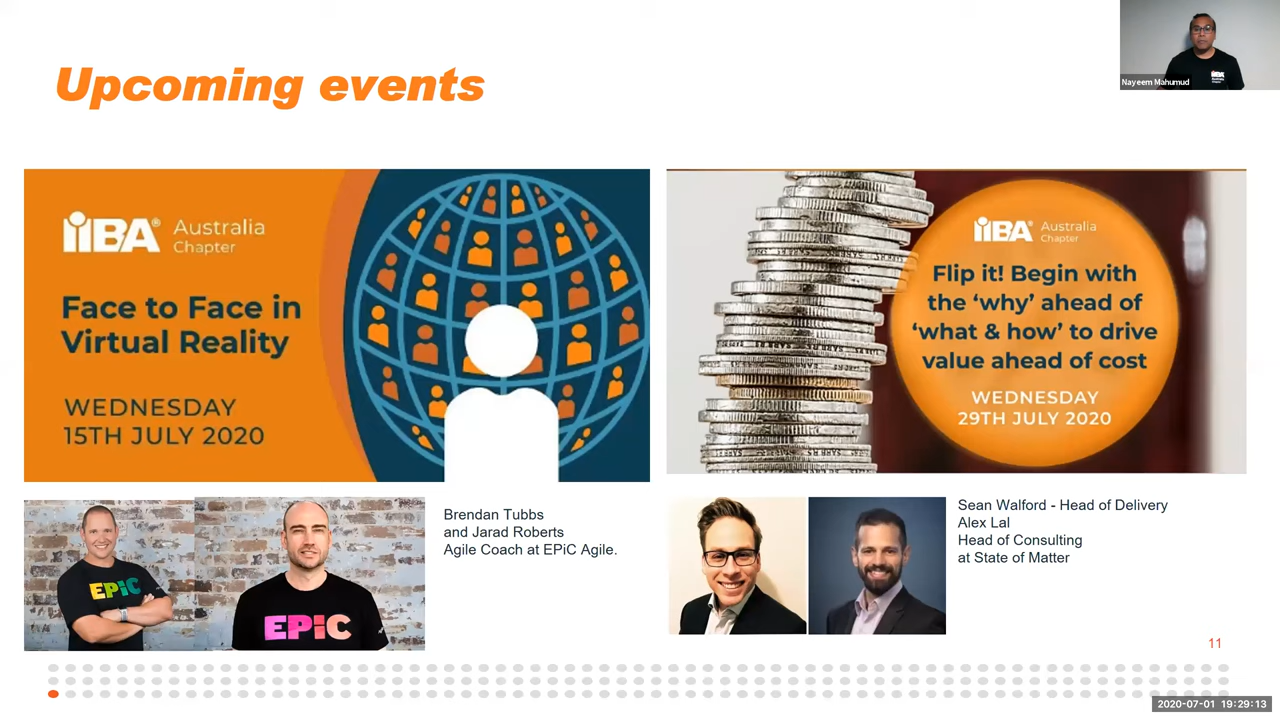 Upcoming events
Nayeem Mahumud
iiBA
Australia
Chapter
iiBA® Australia
Chapter
Face to Face in
Virtual Reality
WEDNESDAY
15TH JULY 2020
iiBA Australia
Chapter
Flip it! Begin with
the ‘why’ ahead of
‘what & how’ to drive
value ahead of cost
WEDNESDAY
29TH JULY 2020
EPiC
EPiC
Brendan Tubbs
and Jarad Roberts
Agile Coach at EPiC Agile.
Sean Walford - Head of Delivery
Alex Lal
Head of Consulting
at State of Matter
11
2020-07-01 19:29:13